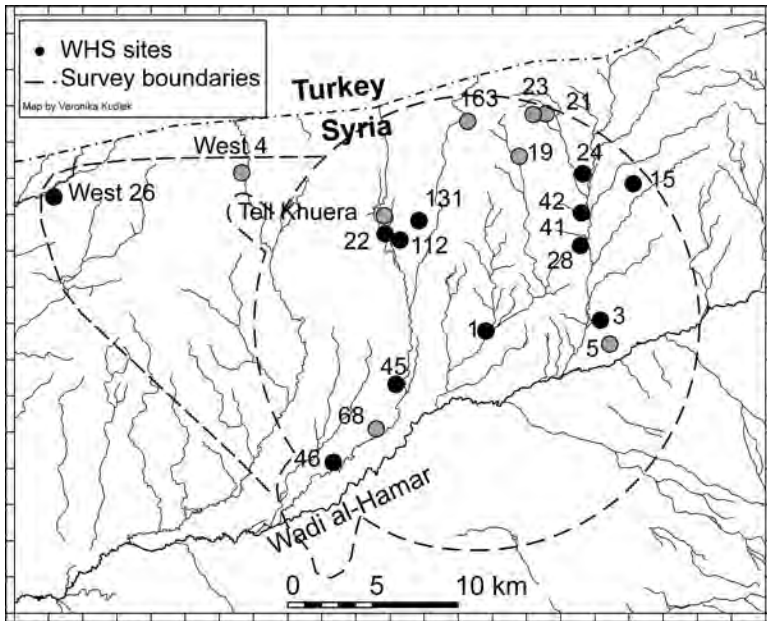 WHS sites
Survey boundaries
Map by Veronika Kudlek
Turkey
Syria
163
23
21
West 4
19
24
West 26
15
131
42
Tell Khuera
22
112
41
28
1
3
5
45
68
46
Wadi al-Hamar
0 5 10 km